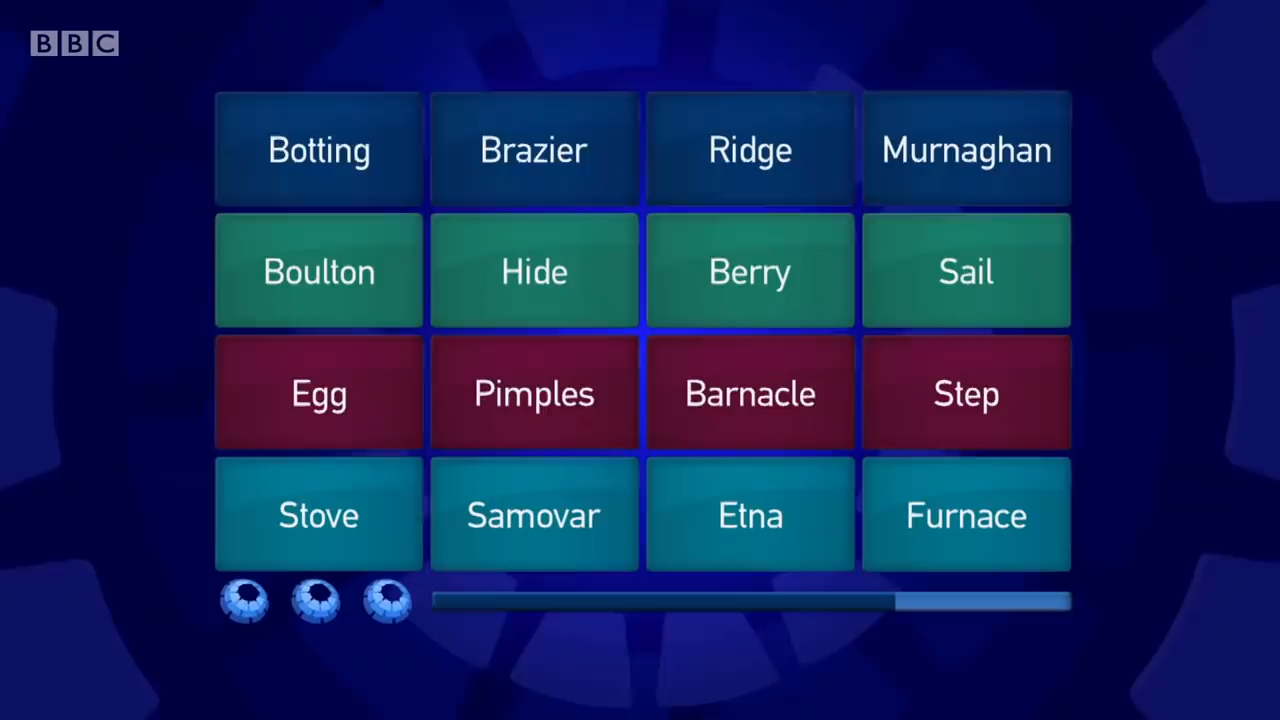 BBC
Botting Brazier Ridge Murnaghan
Boulton Hide Berry Sail
Egg Pimples Barnacle Step
Stove Samovar Etna Furnace